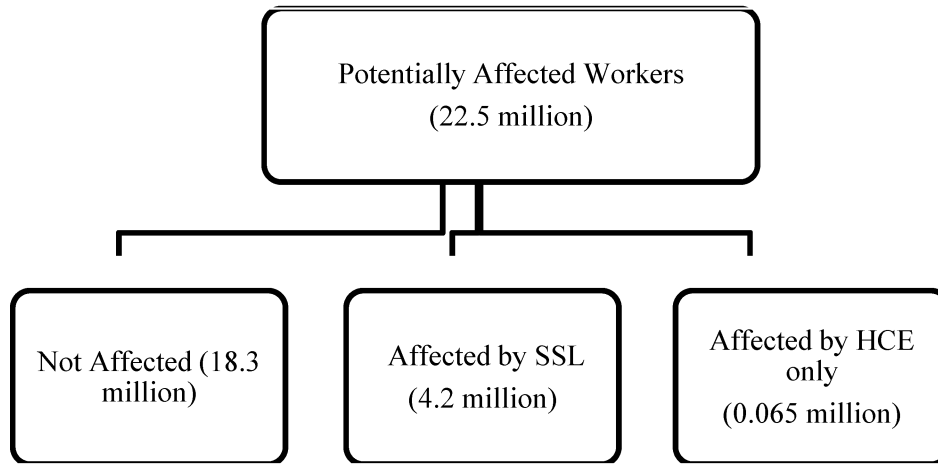 Potentially Affected Workers
(22.5 million)
Not Affected (18.3
million)
Affected by SSL
(4.2 million)
Affected by HCE
only
(0.065 million)